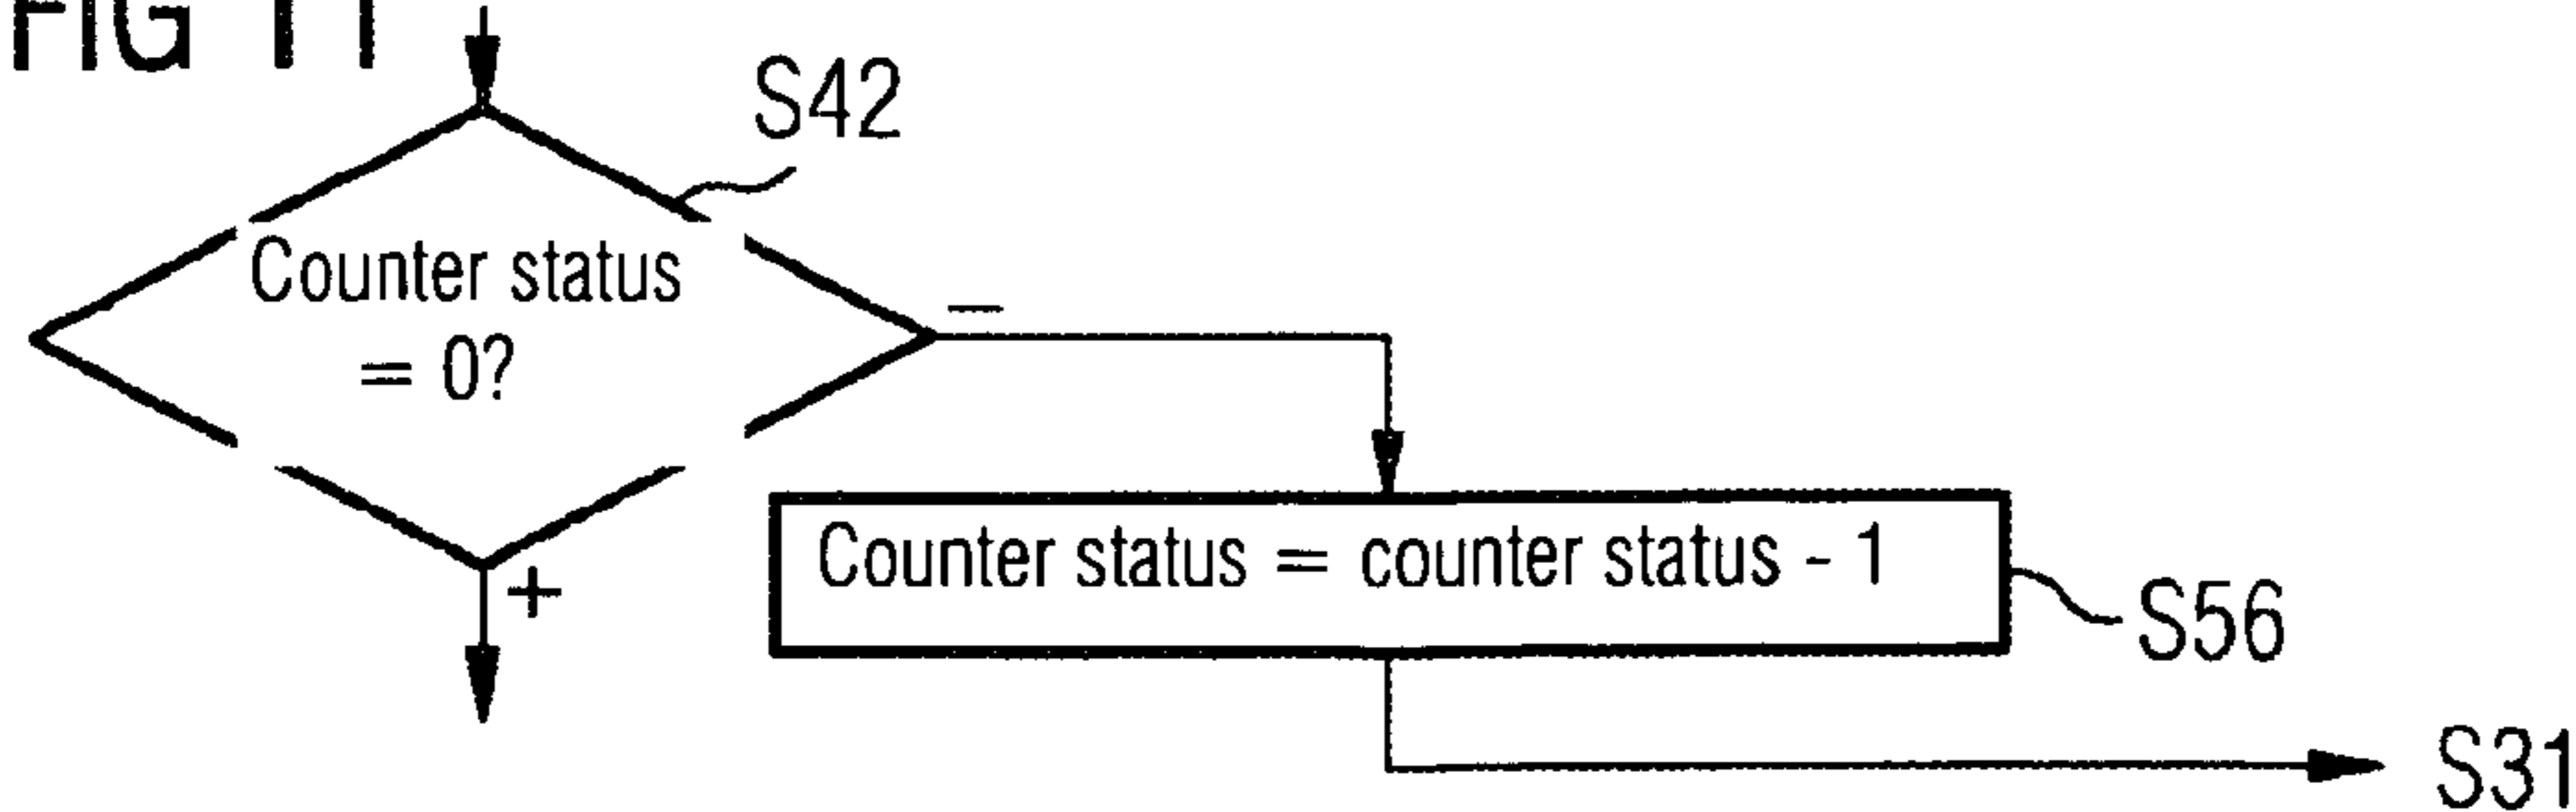 FIG 11
S42
Counter status
= 0?
–
+
Counter status = counter status - 1
S56
S31